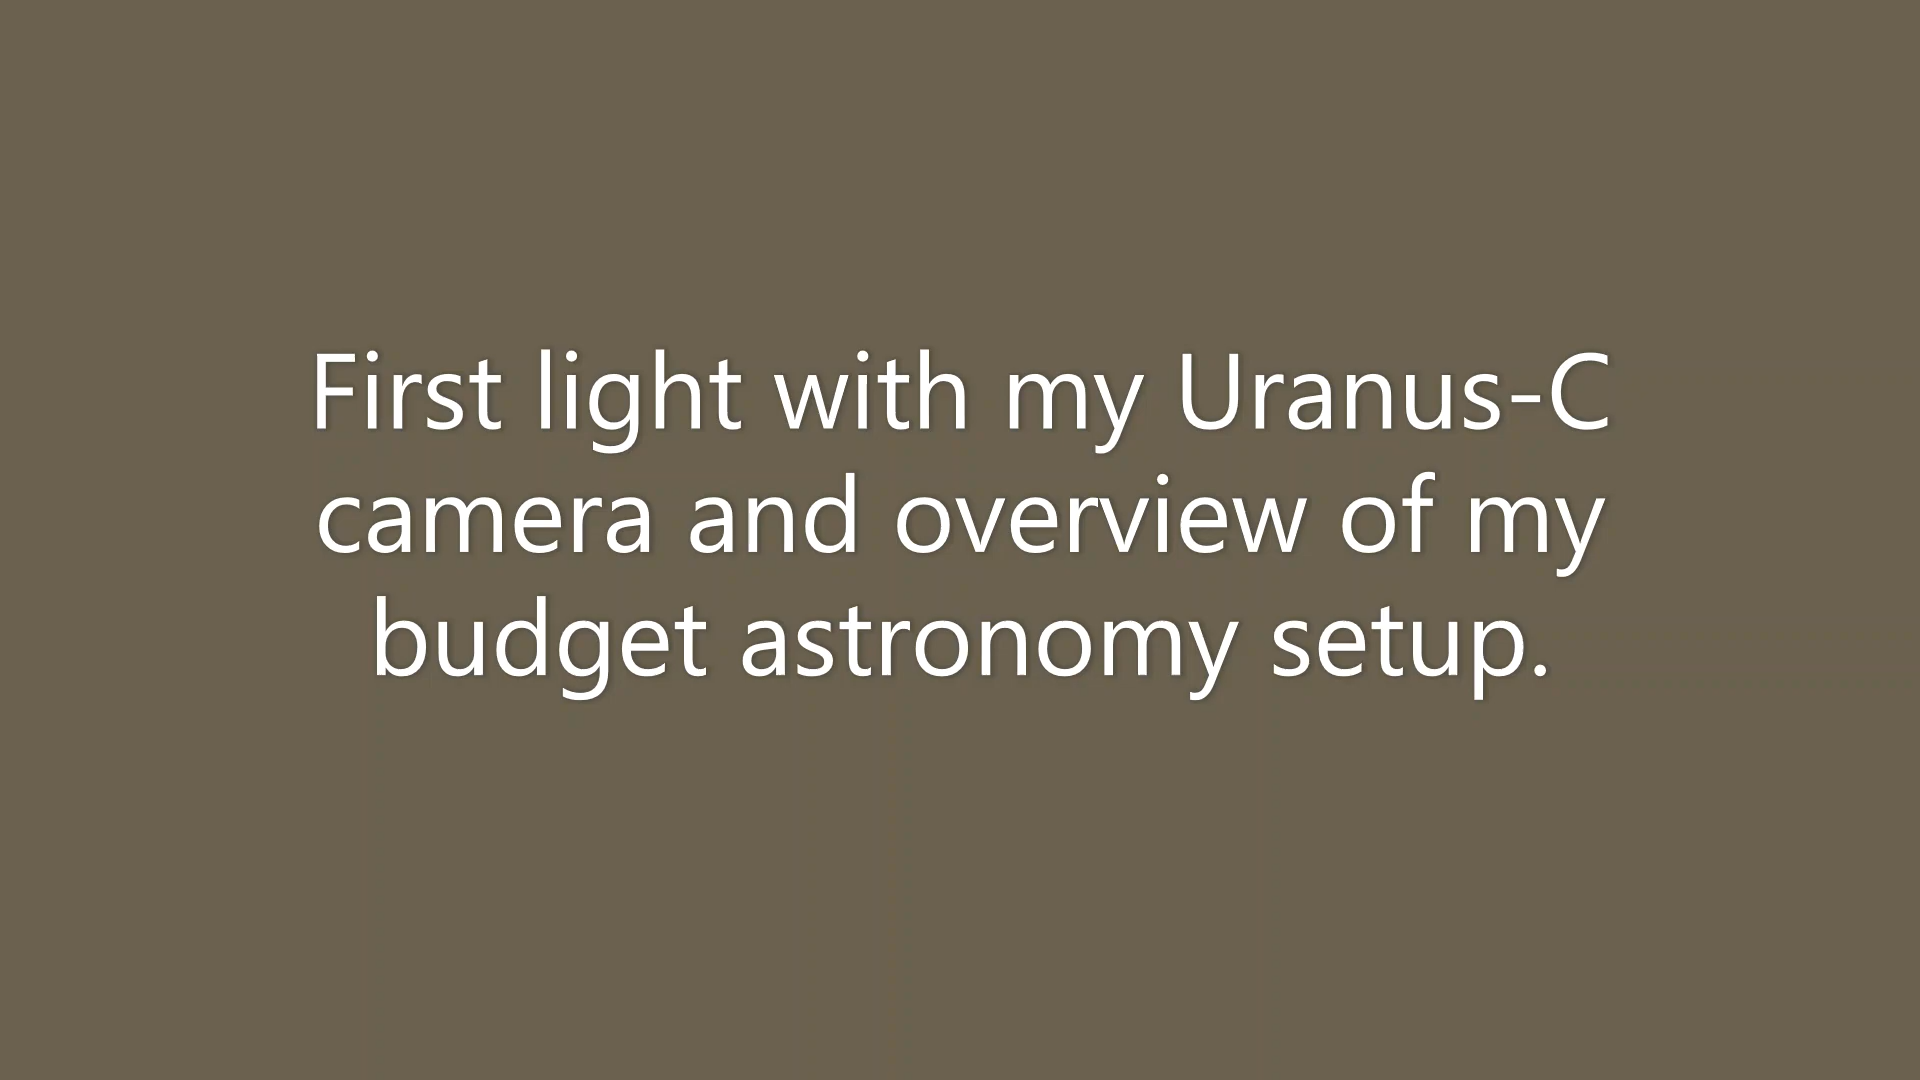 First light with my Uranus-C
camera and overview of my
budget astronomy setup.